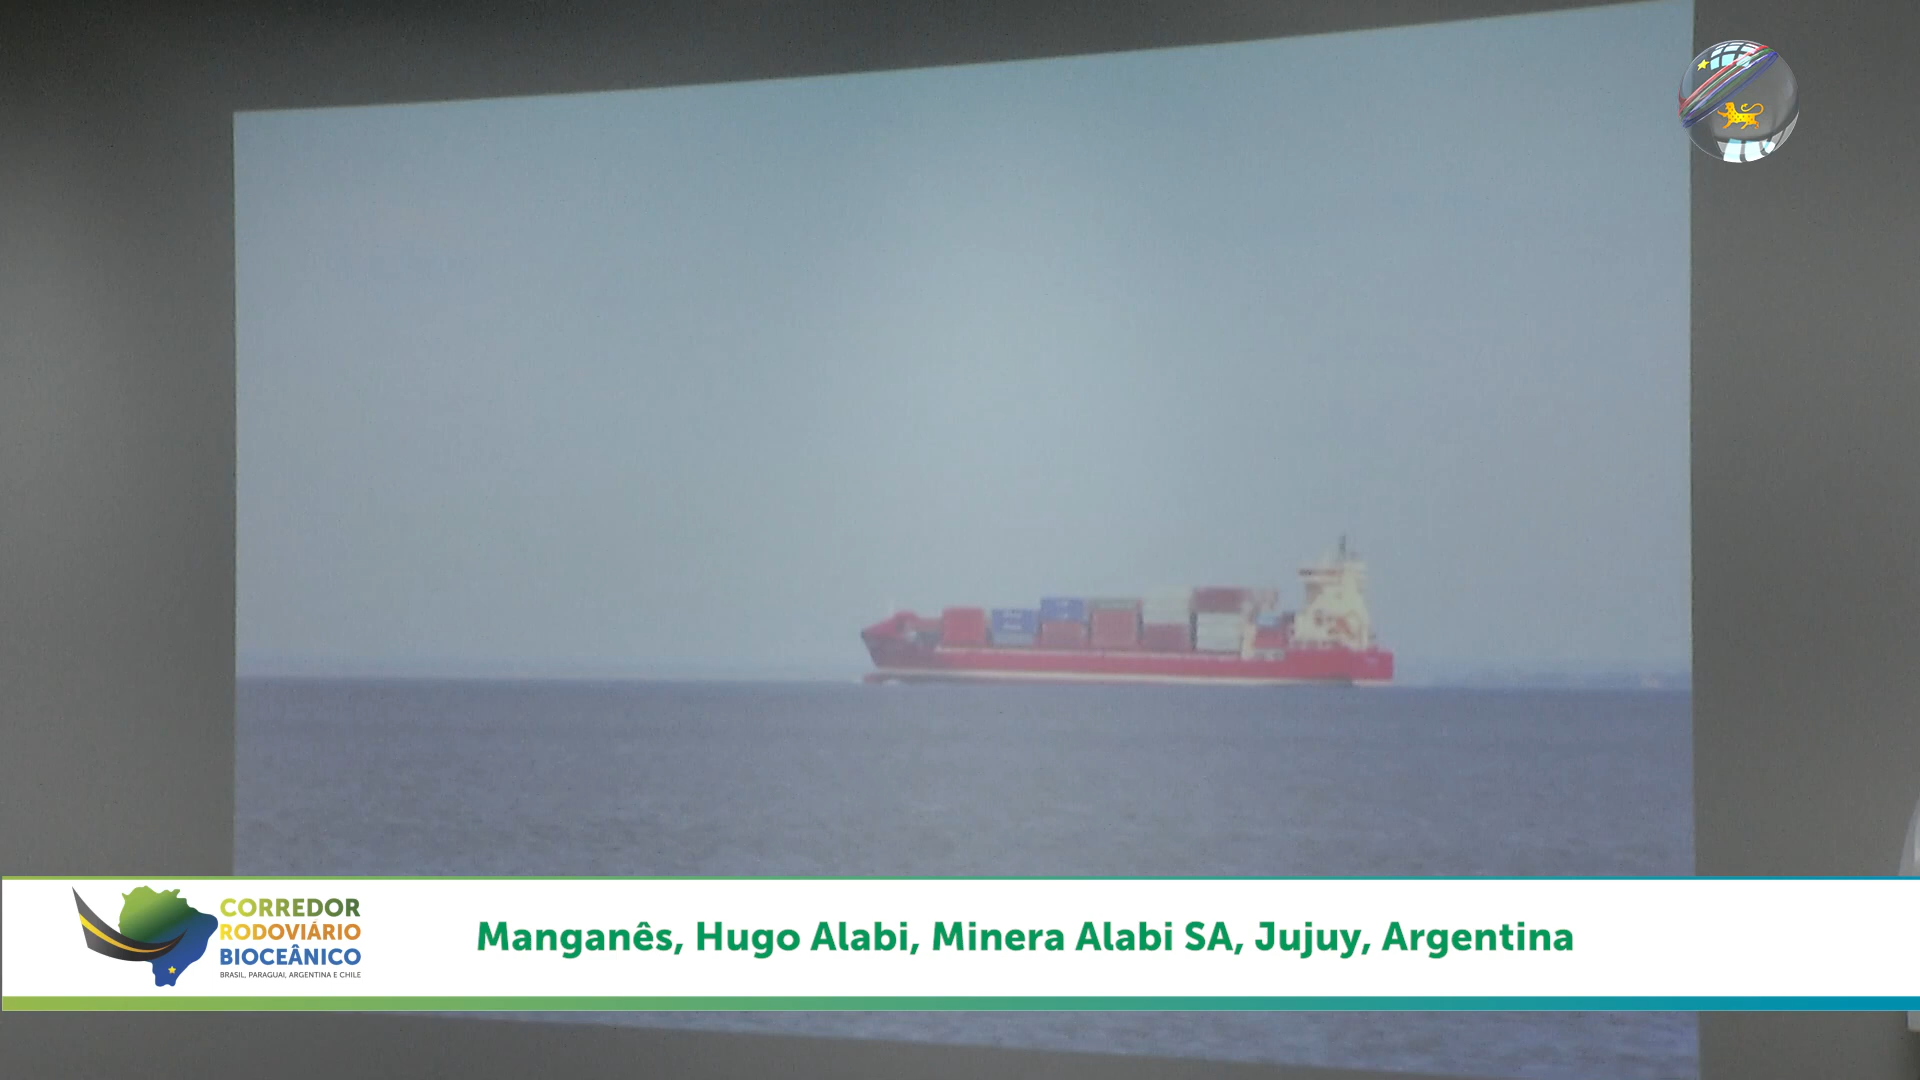 CORREDOR
RODOVIÁRIO
BIOCEÂNICO
BRASIL, PARAGUAI, ARGENTINA E CHILE
Manganês, Hugo Alabi, Minera Alabi SA, Jujuy, Argentina